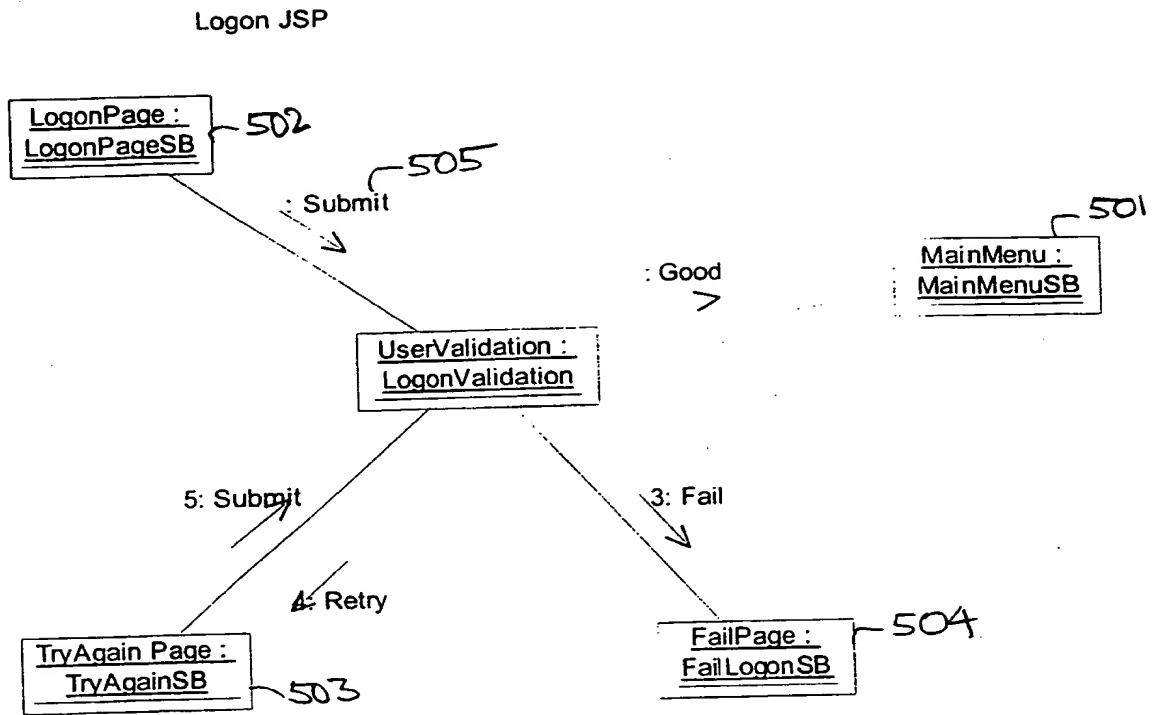 Logon JSP
LogonPage :
LogonPageSB
502
505
: Submit
501
MainMenu :
MainMenuSB
: Good
UserValidation :
LogonValidation
5: Submit
3: Fail
4: Retry
TryAgain Page :
TryAgainSB
503
FailPage :
FailLogonSB
504